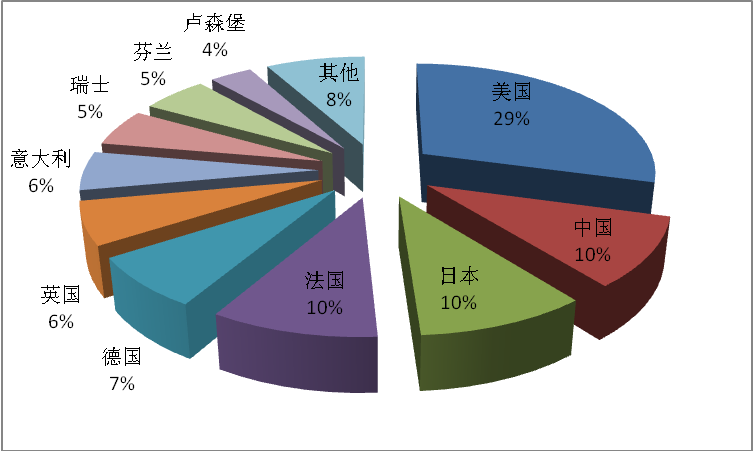 美国
29%
中国
10%
日本
10%
法国
10%
德国
7%
英国
6%
意大利
6%
瑞士
5%
芬兰
5%
卢森堡
4%
其他
8%